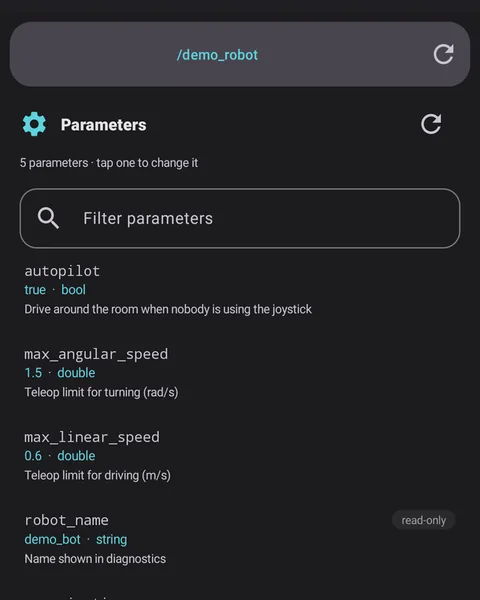 /demo_robot
Parameters
5 parameters · tap one to change it
Filter parameters
autopilot
true · bool
Drive around the room when nobody is using the joystick
max_angular_speed
1.5 · double
Teleop limit for turning (rad/s)
max_linear_speed
0.6 · double
Teleop limit for driving (m/s)
robot_name
read-only
demo_bot · string
Name shown in diagnostics